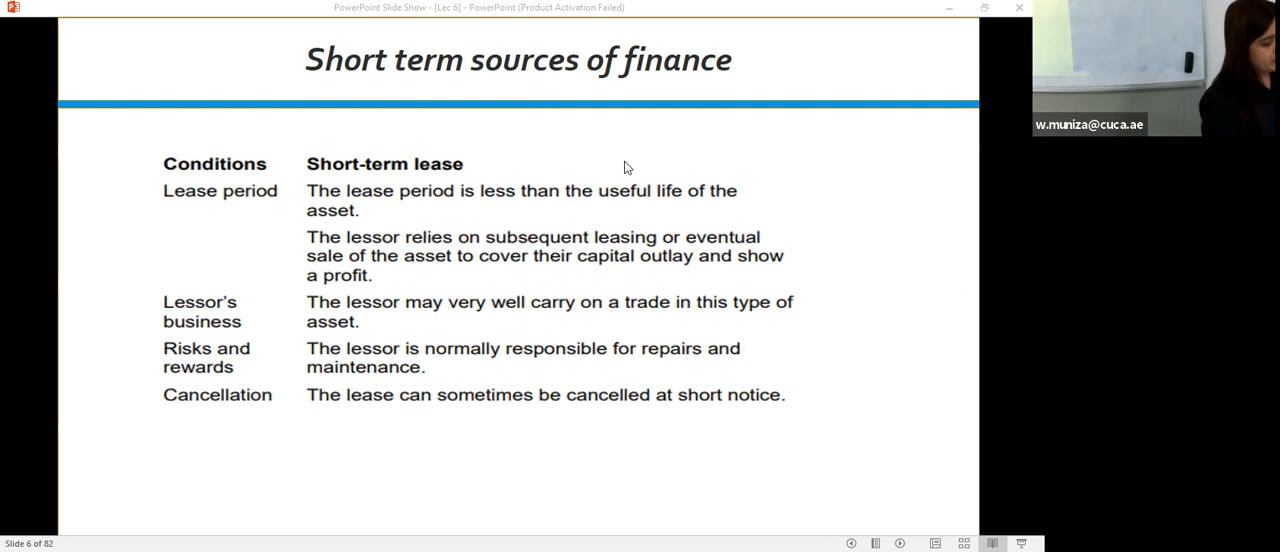 PowerPoint Slide Show - [Lec 6] - PowerPoint (Product Activation Failed)
w.muniza@cuca.ae
Short term sources of finance
Conditions Short-term lease
Lease period The lease period is less than the useful life of the
asset.
The lessor relies on subsequent leasing or eventual
sale of the asset to cover their capital outlay and show
a profit.
Lessor's The lessor may very well carry on a trade in this type of
business asset.
Risks and The lessor is normally responsible for repairs and
rewards maintenance.
Cancellation The lease can sometimes be cancelled at short notice.
Slide 6 of 82